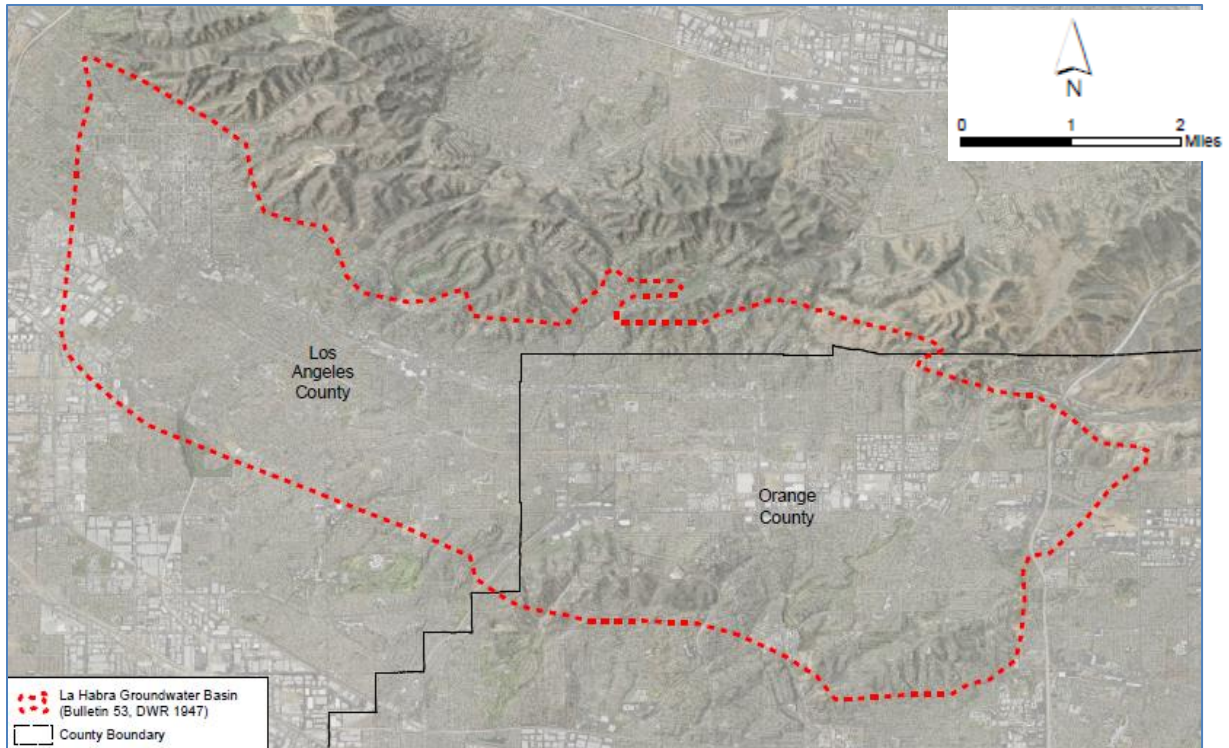 N
0 1 2
Miles
Los
Angeles
County
Orange
County
La Habra Groundwater Basin
(Bulletin 53, DWR 1947)
County Boundary